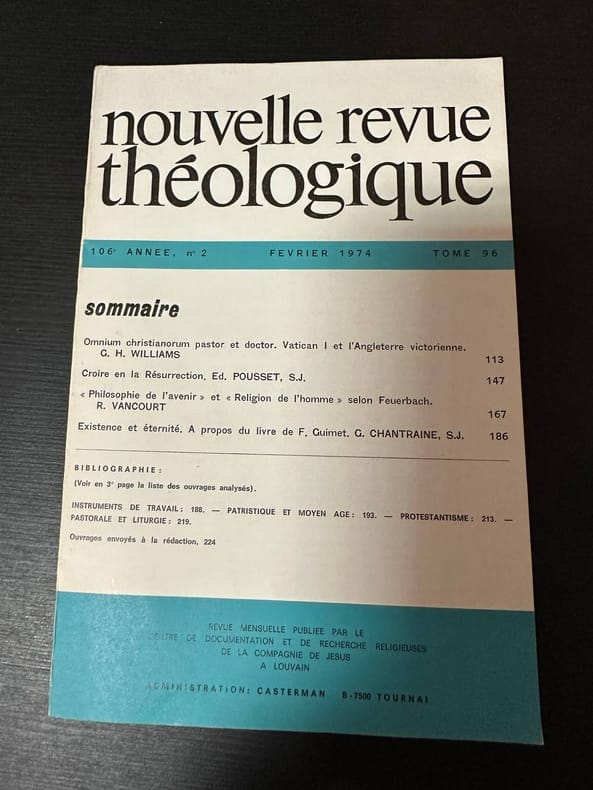 nouvelle revue
théologique
106e ANNEE, n° 2 FEVRIER 1974 TOME 96
sommaire
Omnium christianorum pastor et doctor. Vatican I et l'Angleterre victorienne.
G. H. WILLIAMS 113
Croire en la Résurrection. Ed. POUSSET, S.J. 147
« Philosophie de l'avenir » et « Religion de l'homme » selon Feuerbach.
R. VANCOURT 167
Existence et éternité. A propos du livre de F. Guimet. G. CHANTRAINE, S.J. 186
BIBLIOGRAPHIE :
(Voir en 3e page la liste des ouvrages analysés).
INSTRUMENTS DE TRAVAIL : 188. — PATRISTIQUE ET MOYEN AGE : 193. — PROTESTANTISME : 213. —
PASTORALE ET LITURGIE : 219.
Ouvrages envoyés à la rédaction, 224
REVUE MENSUELLE PUBLIEE PAR LE
CENTRE DE DOCUMENTATION ET DE RECHERCHE RELIGIEUSES
DE LA COMPAGNIE DE JESUS
A LOUVAIN
ADMINISTRATION : CASTERMAN B-7500 TOURNAI